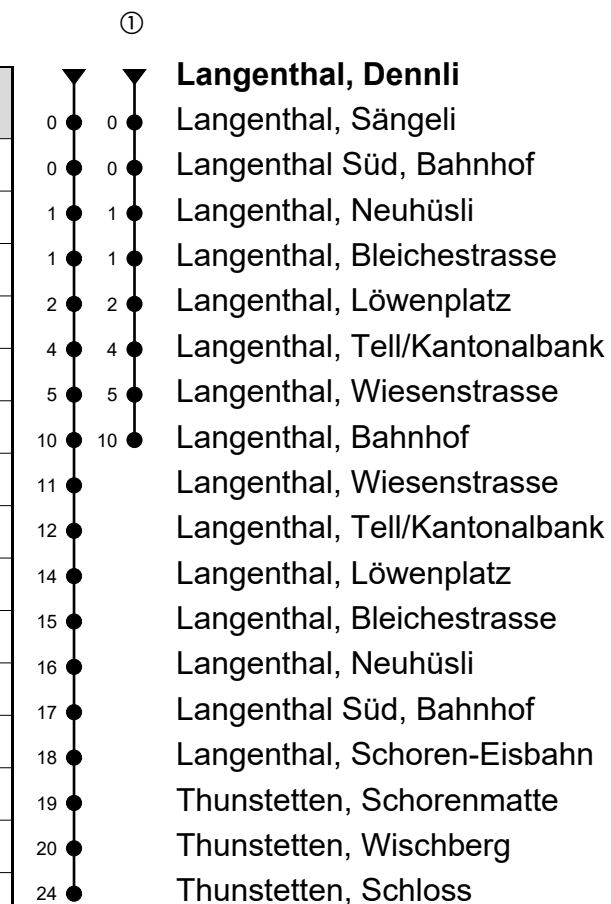 ①
Langenthal, Dennli
0 0 Langenthal, Sängeli
0 0 Langenthal Süd, Bahnhof
1 1 Langenthal, Neuhüsli
1 1 Langenthal, Bleichestrasse
2 2 Langenthal, Löwenplatz
4 4 Langenthal, Tell/Kantonalbank
5 5 Langenthal, Wiesenstrasse
10 10 Langenthal, Bahnhof
11 Langenthal, Wiesenstrasse
12 Langenthal, Tell/Kantonalbank
14 Langenthal, Löwenplatz
15 Langenthal, Bleichestrasse
16 Langenthal, Neuhüsli
17 Langenthal Süd, Bahnhof
18 Langenthal, Schoren-Eisbahn
19 Thunstetten, Schorenmatte
20 Thunstetten, Wischberg
24 Thunstetten, Schloss